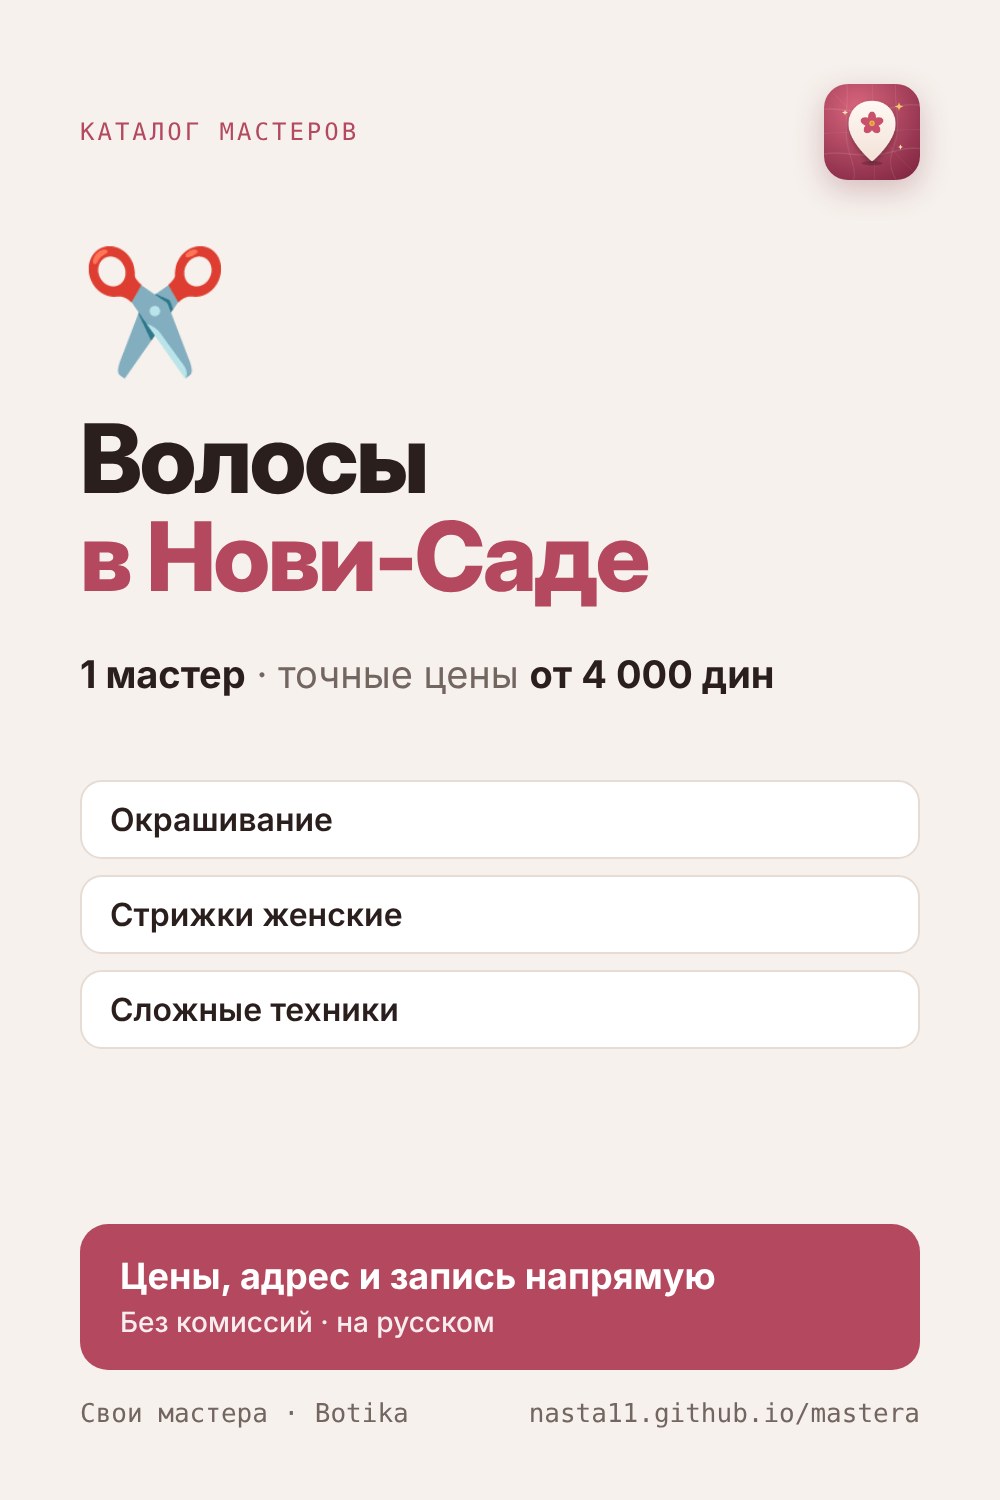 КАТАЛОГ МАСТЕРОВ
Волосы
в Нови-Саде
1 мастер · точные цены от 4 000 дин
Окрашивание
Стрижки женские
Сложные техники
Цены, адрес и запись напрямую
Без комиссий · на русском
Свои мастера · Botika
nasta11.github.io/mastera